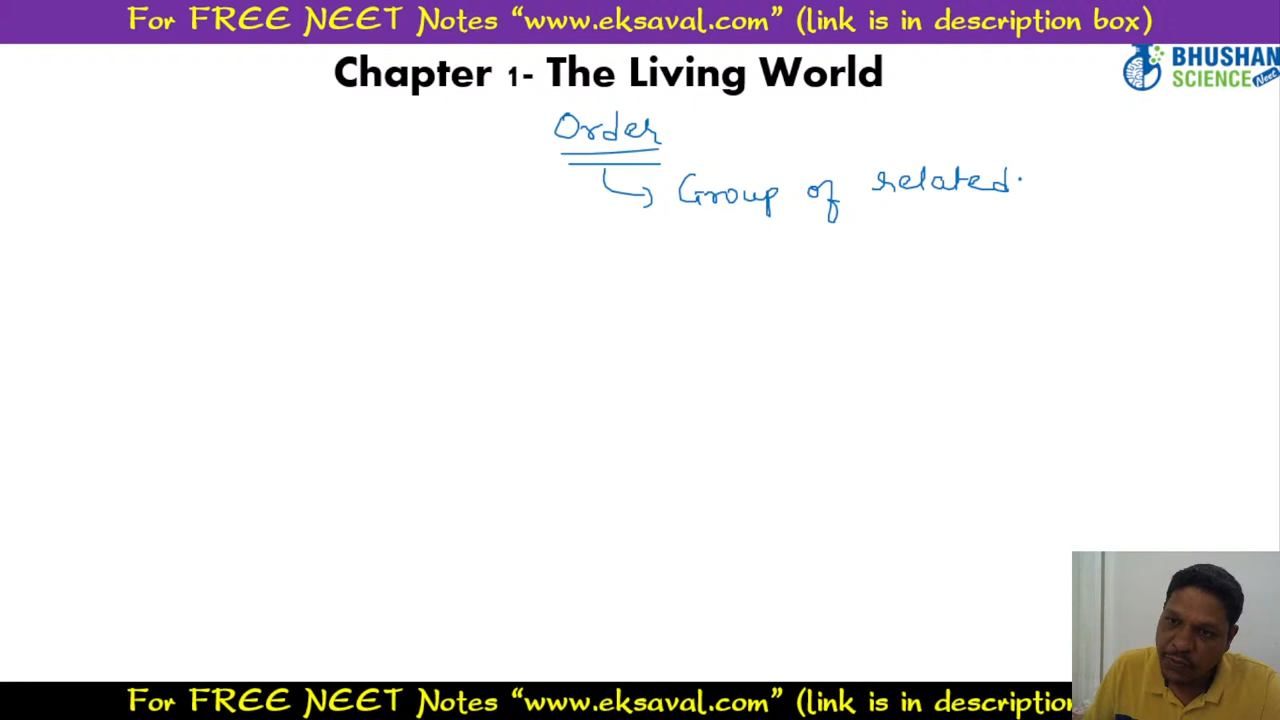 For FREE NEET Notes “www.eksaval.com” (link is in description box)
Chapter 1- The Living World
BHUSHAN
SCIENCE Neet
Order
Group of related
For FREE NEET Notes “www.eksaval.com” (link is in description